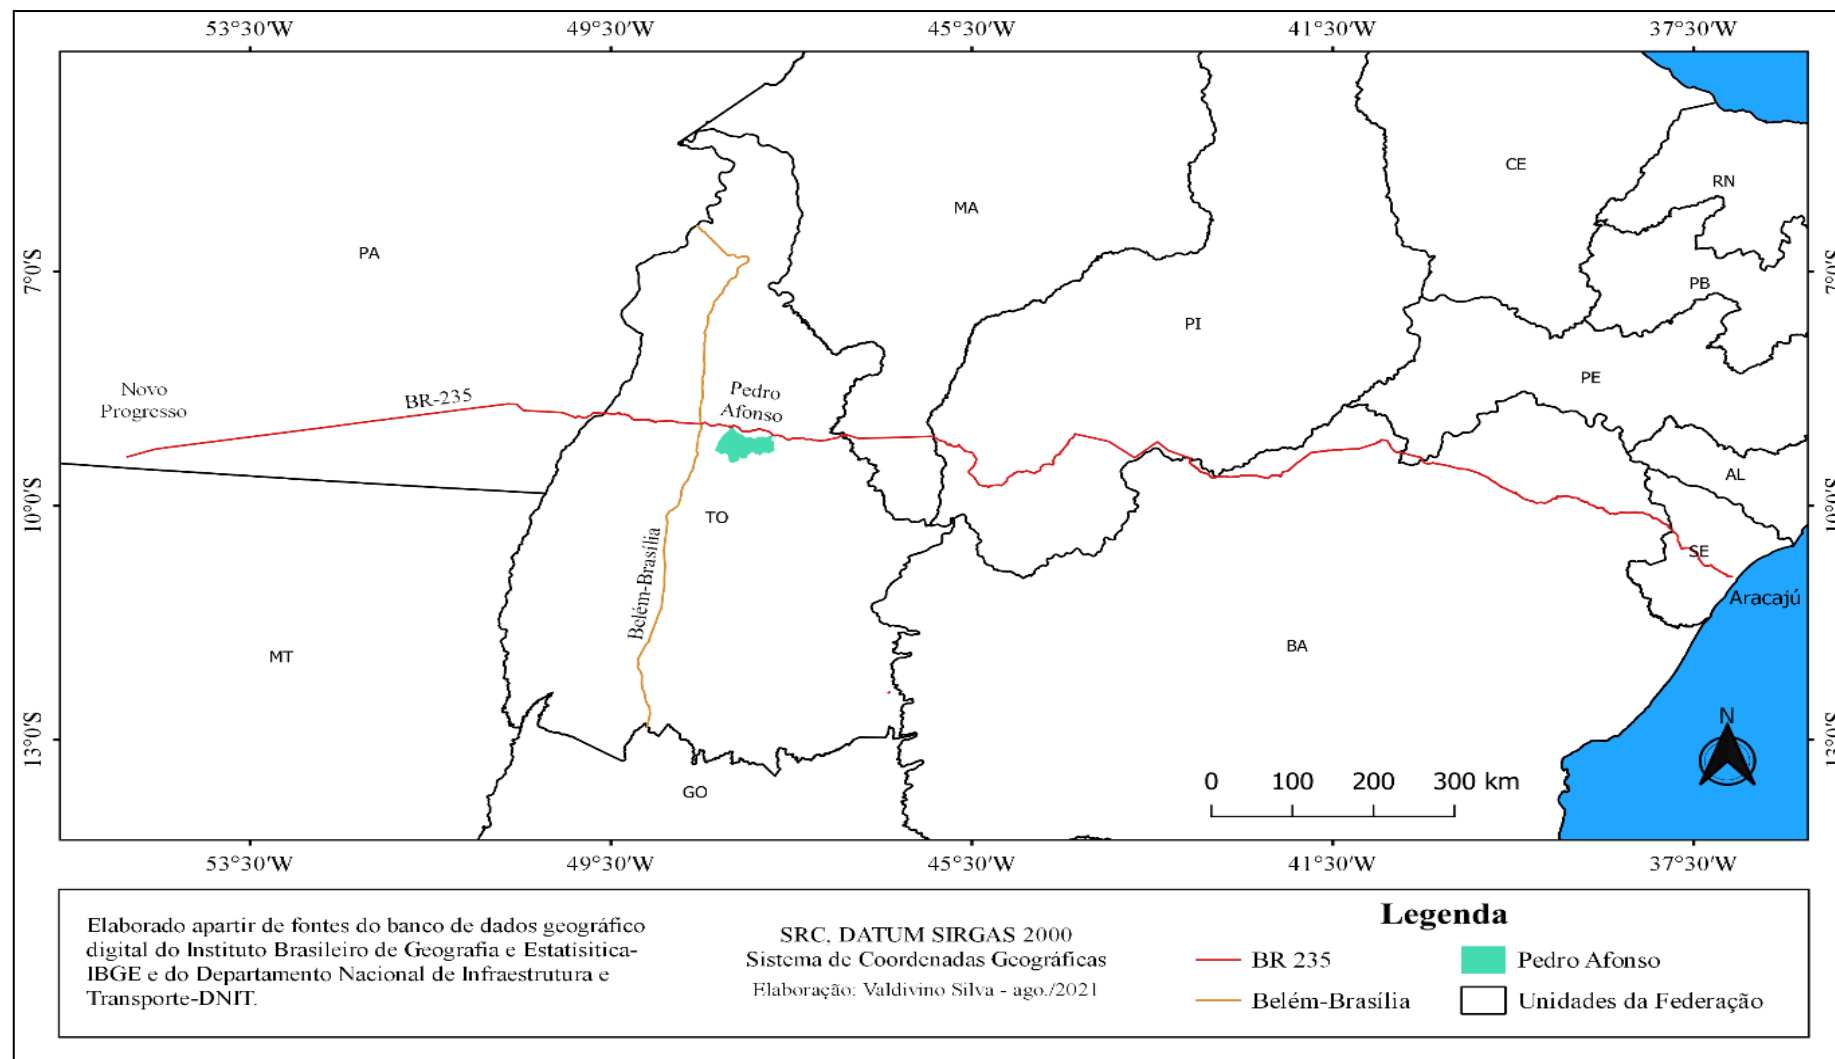 53°30'W 49°30'W 45°30'W 41°30'W 37°30'W
CE
RN
MA
PA
7°0'S
7°0'S
PB
PI
PE
Novo
Progresso
BR-235
Pedro
Afonso
AL
10°0'S
10°0'S
TO
SE
Belém-Brasília
Aracajú
BA
MT
N
13°0'S
13°0'S
GO
0 100 200 300 km
53°30'W 49°30'W 45°30'W 41°30'W 37°30'W
Elaborado apartir de fontes do banco de dados geográfico
digital do Instituto Brasileiro de Geografia e Estatísitica-
IBGE e do Departamento Nacional de Infraestrutura e
Transporte-DNIT.
SRC, DATUM SIRGAS 2000
Sistema de Coordenadas Geográficas
Elaboração: Valdivino Silva - ago./2021
Legenda
BR 235
Pedro Afonso
Belém-Brasília
Unidades da Federação